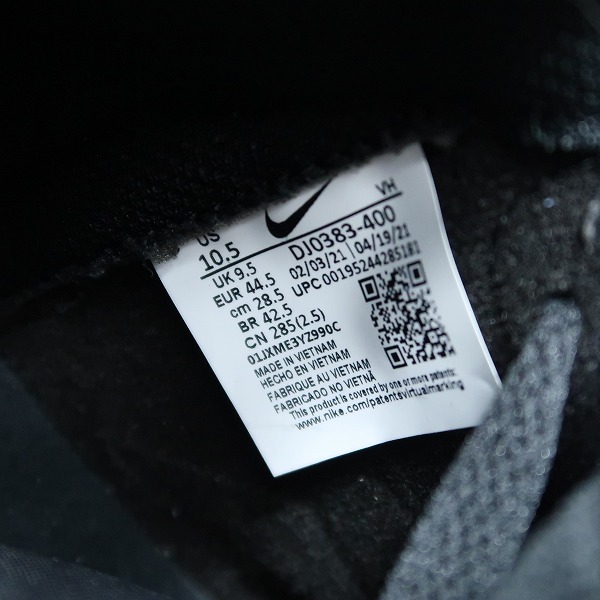 US
10.5
UK 9.5
EUR 44.5
cm 28.5
BR 42.5
CN 285(2.5)
VH
DJ0383-400
02/03/21 04/19/21
UPC 00195244285181
01JXME3YZ990C
MADE IN VIETNAM
HECHO EN VIETNAM
FABRIQUE AU VIETNAM
FABRICADO NO VIETNÃ
This product is covered by one or more patents.
www.nike.com/patentsvirtualmarking